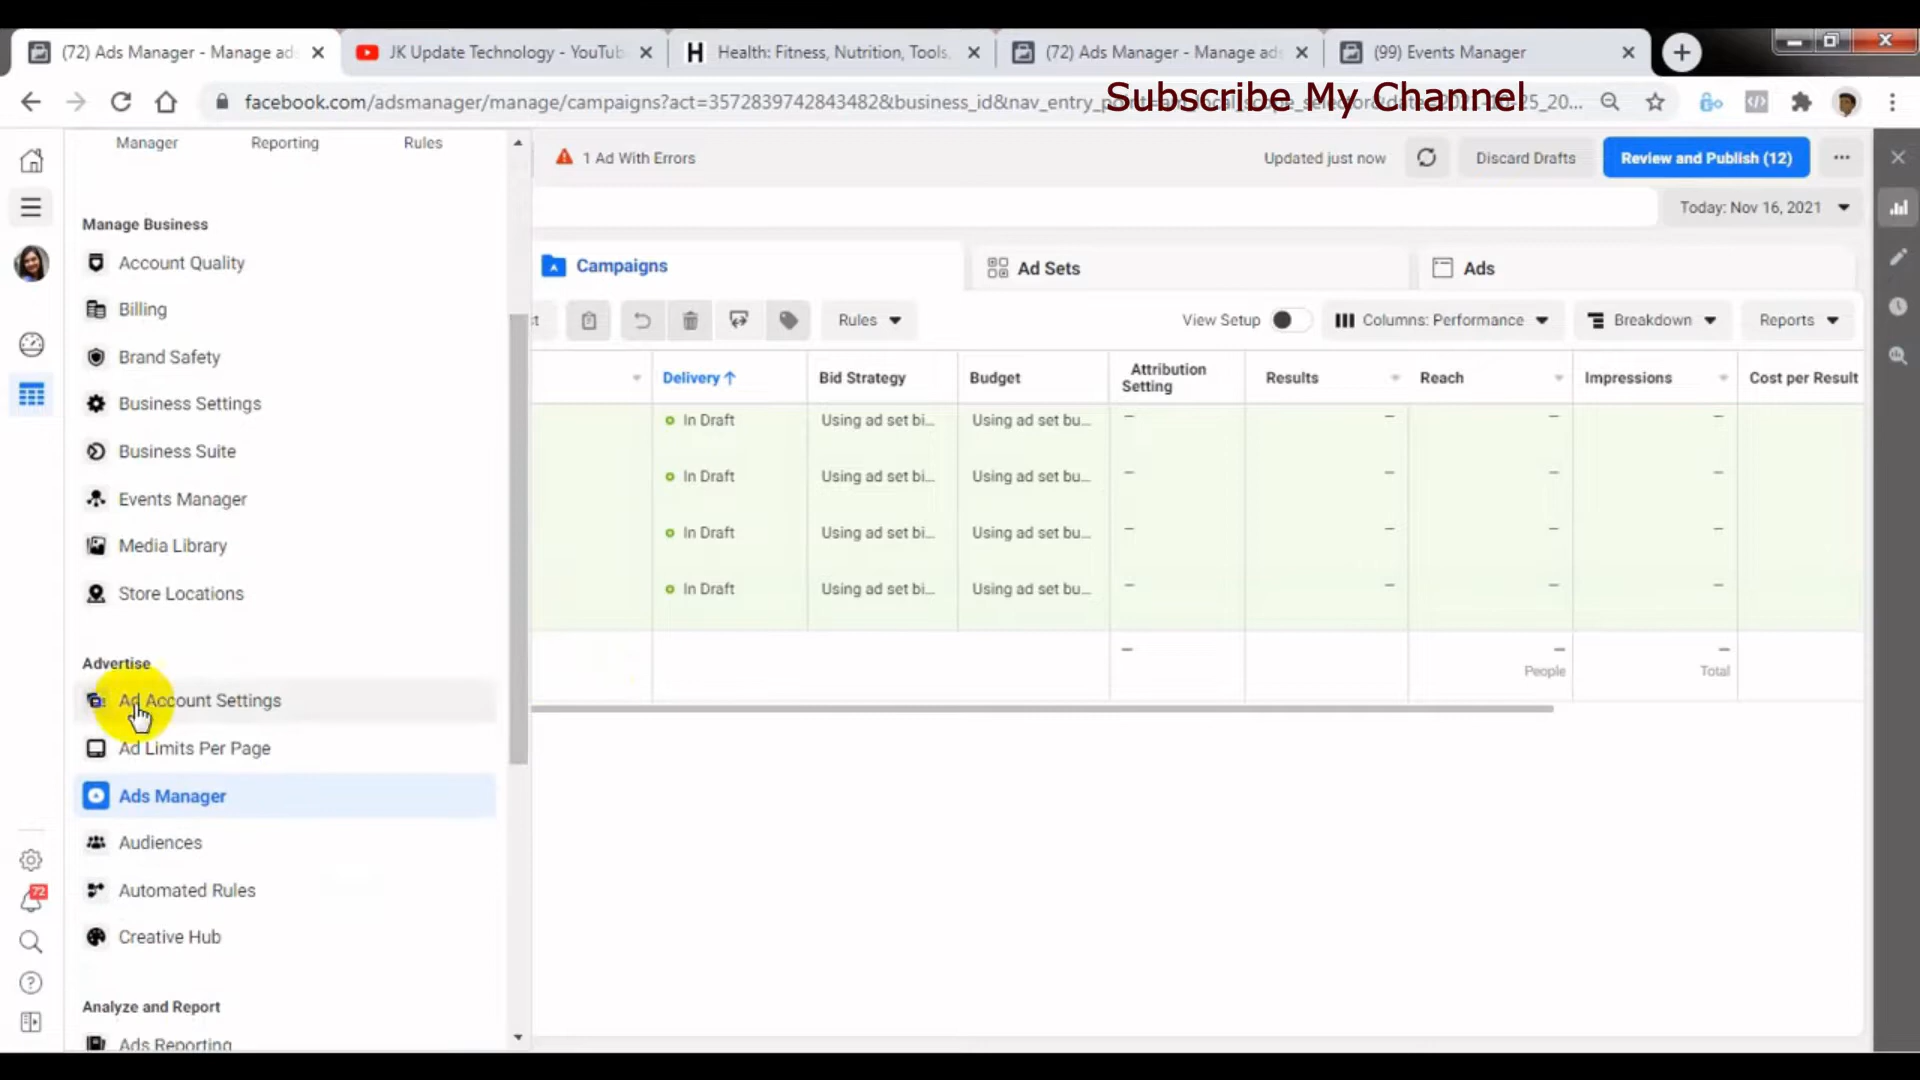 (72) Ads Manager - Manage ads
JK Update Technology - YouTub
H Health: Fitness, Nutrition, Tools,
(72) Ads Manager - Manage ads
(99) Events Manager
facebook.com/adsmanager/manage/campaigns?act=3572839742843482&business_id&nav_entry_
Subscribe My Channel
Manager Reporting Rules
1 Ad With Errors
Updated just now
Discard Drafts
Review and Publish (12)
Today: Nov 16, 2021
Manage Business
Account Quality
Billing
Brand Safety
Business Settings
Business Suite
Events Manager
Media Library
Store Locations
Advertise
Ad Account Settings
Ad Limits Per Page
Ads Manager
Audiences
Automated Rules
Creative Hub
Analyze and Report
Ads Reporting
72
Campaigns
Ad Sets
Ads
Rules
View Setup
Columns: Performance
Breakdown
Reports
Delivery ↑
Bid Strategy
Budget
Attribution
Setting
Results
Reach
Impressions
Cost per Result
In Draft Using ad set bi... Using ad set bu... — — — —
In Draft Using ad set bi... Using ad set bu... — — — —
In Draft Using ad set bi... Using ad set bu... — — — —
In Draft Using ad set bi... Using ad set bu... — — — —
— — —
People Total